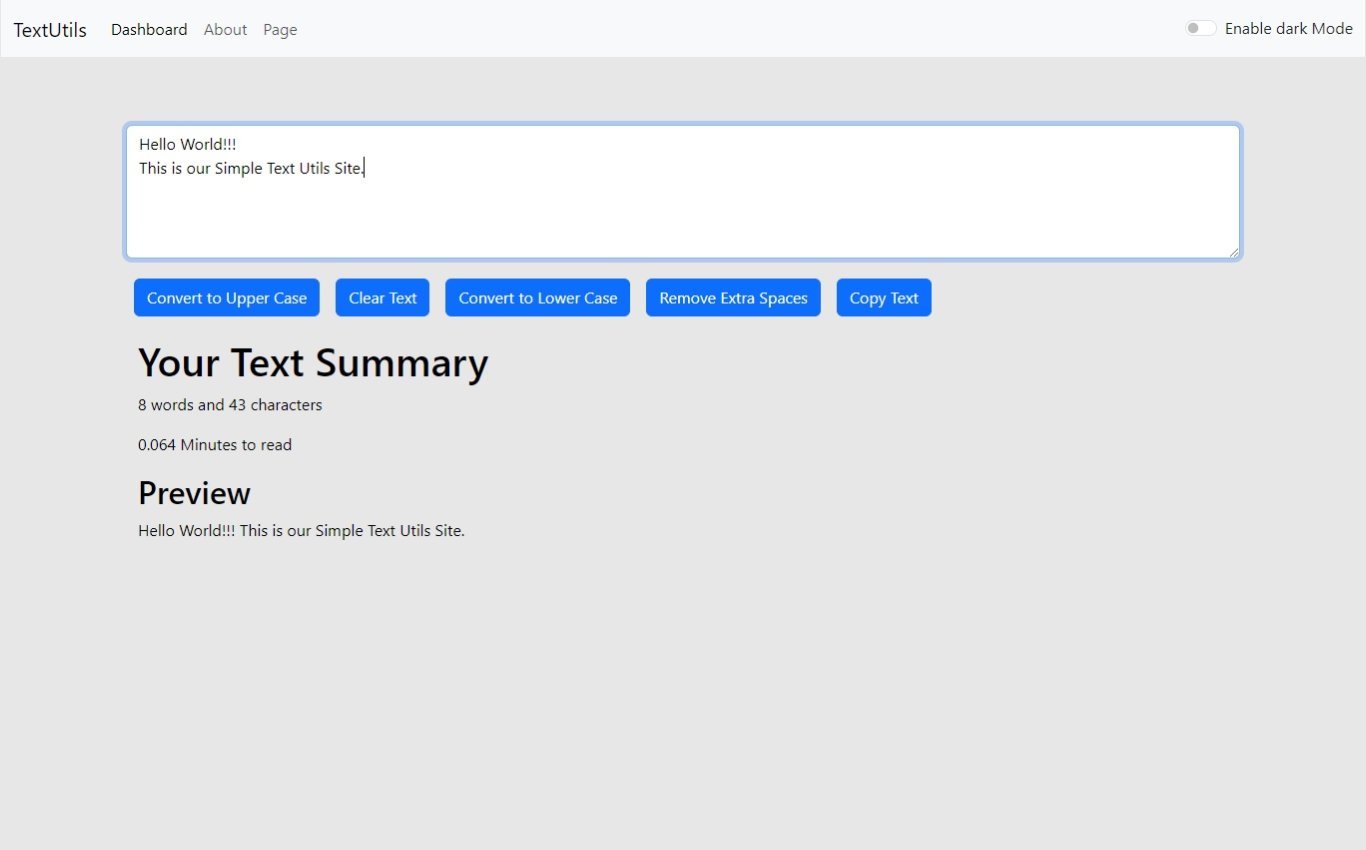 TextUtils Dashboard About Page Enable dark Mode
Hello World!!!
This is our Simple Text Utils Site.
Convert to Upper Case Clear Text Convert to Lower Case Remove Extra Spaces Copy Text
Your Text Summary
8 words and 43 characters
0.064 Minutes to read
Preview
Hello World!!! This is our Simple Text Utils Site.